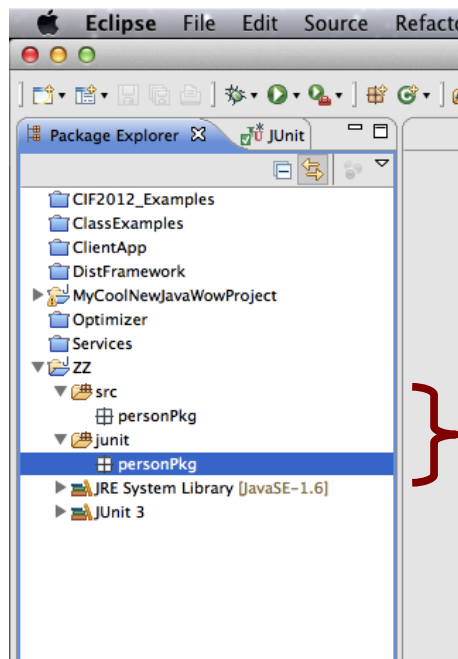 Eclipse File Edit Source Refacto
Package Explorer JUnit
CIF2012_Examples
ClassExamples
ClientApp
DistFramework
MyCoolNewJavaWowProject
Optimizer
Services
ZZ
src
personPkg
junit
personPkg
JRE System Library [JavaSE-1.6]
JUnit 3